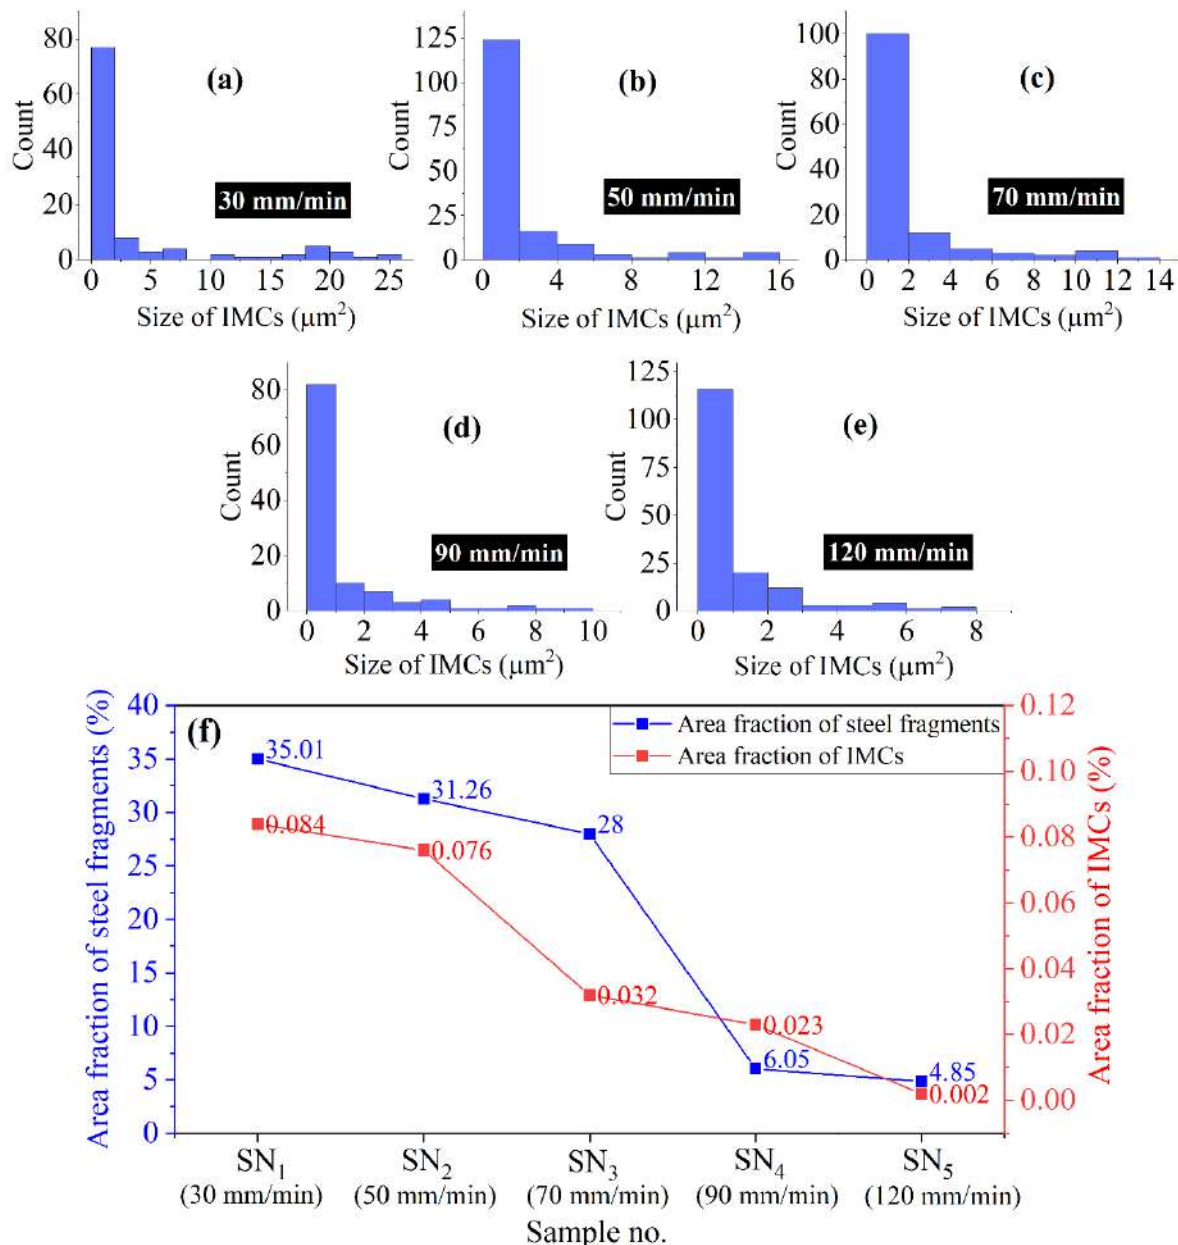 (a)
30 mm/min
Count
80
60
40
20
0
0 5 10 15 20 25
Size of IMCs (μm²)
(b)
50 mm/min
Count
125
100
75
50
25
0
0 4 8 12 16
Size of IMCs (μm²)
(c)
70 mm/min
Count
100
80
60
40
20
0
0 2 4 6 8 10 12 14
Size of IMCs (μm²)
(d)
90 mm/min
Count
80
60
40
20
0
0 2 4 6 8 10
Size of IMCs (μm²)
(e)
120 mm/min
Count
125
100
75
50
25
0
0 2 4 6 8
Size of IMCs (μm²)
(f)
Area fraction of steel fragments (%)
40
35
30
25
20
15
10
5
0
Area fraction of steel fragments
Area fraction of IMCs
35.01
31.26
28
6.05
4.85
0.084
0.076
0.032
0.023
0.002
0.12
0.10
0.08
0.06
0.04
0.02
0.00
Area fraction of IMCs (%)
SN₁ SN₂ SN₃ SN₄ SN₅
(30 mm/min) (50 mm/min) (70 mm/min) (90 mm/min) (120 mm/min)
Sample no.